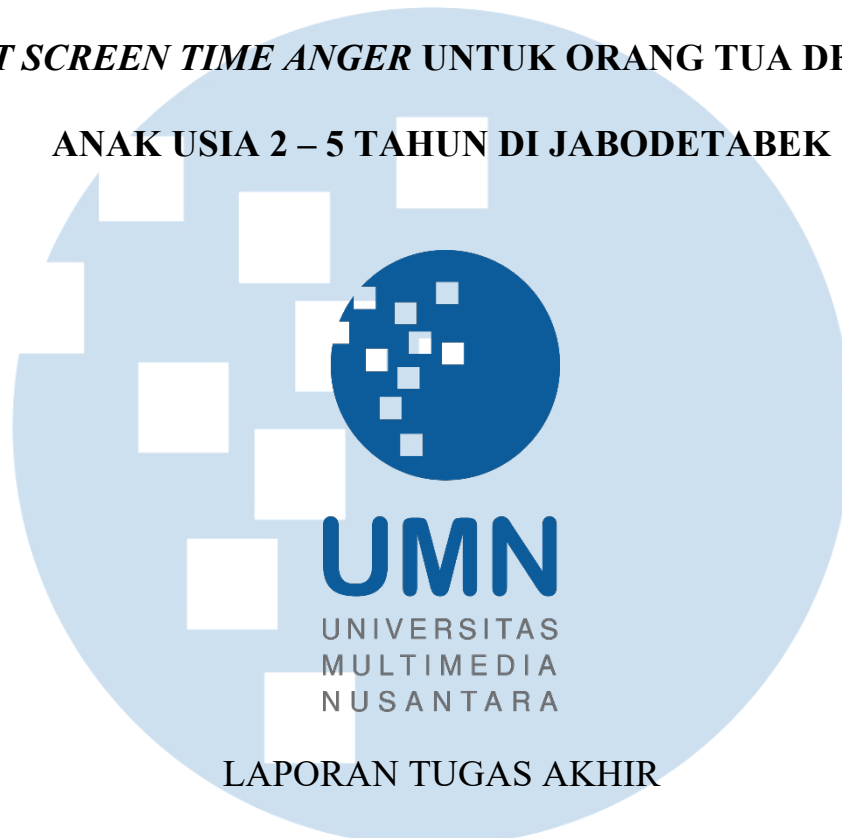 T SCREEN TIME ANGER UNTUK ORANG TUA
ANAK USIA 2 – 5 TAHUN DI JABODETABEK
UMN
UNIVERSITAS
MULTIMEDIA
NUSANTARA
LAPORAN TUGAS AKHIR